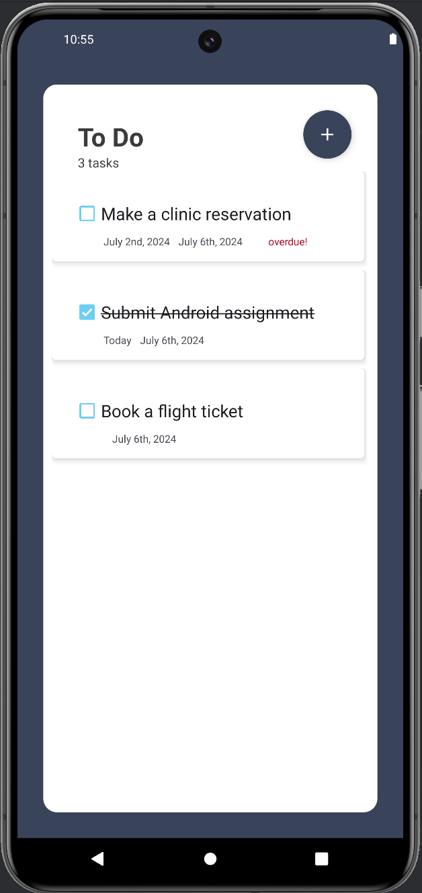 10:55
To Do
+
3 tasks
Make a clinic reservation
July 2nd, 2024 July 6th, 2024 overdue!
Submit Android assignment
Today July 6th, 2024
Book a flight ticket
July 6th, 2024